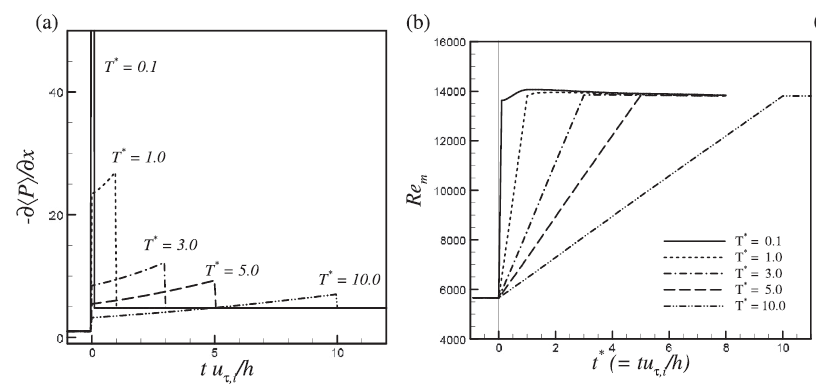 (a)
-∂⟨P⟩/∂x
40
20
0
T* = 0.1
T* = 1.0
T* = 3.0
T* = 5.0
T* = 10.0
0
5
10
t u_τ,i/h
(b)
Re_m
16000
14000
12000
10000
8000
6000
4000
T* = 0.1
T* = 1.0
T* = 3.0
T* = 5.0
T* = 10.0
0
2
4
6
8
10
t* (= tu_τ,i/h)
(